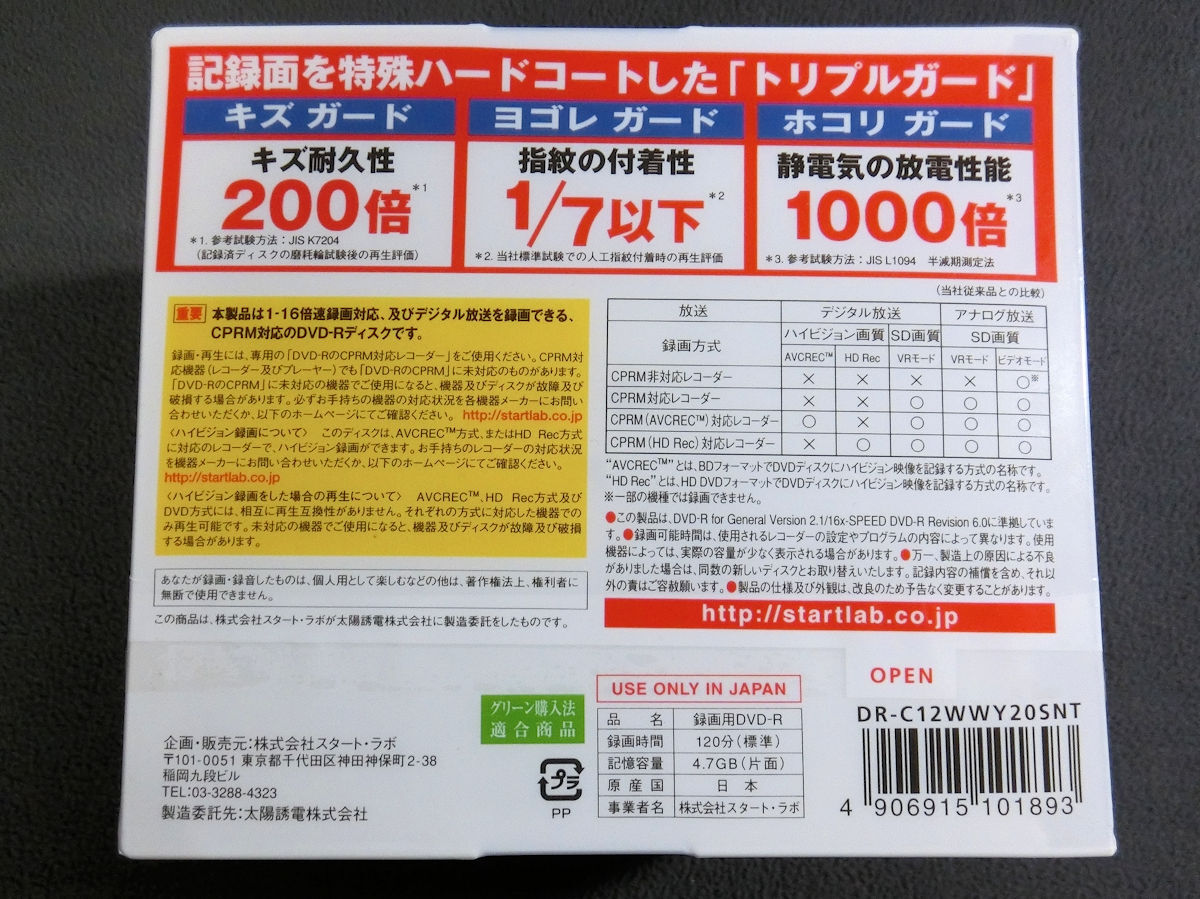 記録面を特殊ハードコートした「トリプルガード」
キズ ガード
キズ耐久性
200倍*1
*1. 参考試験方法：JIS K7204
（記録済ディスクの磨耗輪試験後の再生評価）
ヨゴレ ガード
指紋の付着性
1/7以下*2
*2. 当社標準試験での人工指紋付着時の再生評価
ホコリ ガード
静電気の放電性能
1000倍*3
*3. 参考試験方法：JIS L1094 半減期測定法
（当社従来品との比較）
重要 本製品は1-16倍速録画対応、及びデジタル放送を録画できる、
CPRM対応のDVD-Rディスクです。
録画・再生には、専用の「DVD-RのCPRM対応レコーダー」をご使用ください。CPRM対
応機器（レコーダー及びプレーヤー）でも「DVD-RのCPRM」に未対応のものがあります。
「DVD-RのCPRM」に未対応の機器でご使用になると、機器及びディスクが故障及び
破損する場合があります。必ずお手持ちの機器の対応状況を各機器メーカーにお問い
合わせいただくか、以下のホームページにてご確認ください。 http://startlab.co.jp
〈ハイビジョン録画について〉 このディスクは、AVCREC™方式、またはHD Rec方式
に対応のレコーダーで、ハイビジョン録画ができます。お手持ちのレコーダーの対応状況
を機器メーカーにお問い合わせいただくか、以下のホームページにてご確認ください。
http://startlab.co.jp
〈ハイビジョン録画をした場合の再生について〉 AVCREC™、HD Rec方式及び
DVD方式には、相互に再生互換性がありません。それぞれの方式に対応した機器での
み再生可能です。未対応の機器でご使用になると、機器及びディスクが故障及び破損
する場合があります。
あなたが録画・録音したものは、個人用として楽しむなどの他は、著作権法上、権利者に
無断で使用できません。
この商品は、株式会社スタート・ラボが太陽誘電株式会社に製造委託をしたものです。
放送 デジタル放送 アナログ放送
録画方式 ハイビジョン画質 SD画質 SD画質
AVCREC™ HD Rec VRモード VRモード ビデオモード
CPRM非対応レコーダー × × × × ○※
CPRM対応レコーダー × × ○ ○ ○
CPRM（AVCREC™）対応レコーダー ○ × ○ ○ ○
CPRM（HD Rec）対応レコーダー × ○ ○ ○ ○
“AVCREC™”とは、BDフォーマットでDVDディスクにハイビジョン映像を記録する方式の名称です。
“HD Rec”とは、HD DVDフォーマットでDVDディスクにハイビジョン映像を記録する方式の名称です。
※一部の機種では録画できません。
●この製品は、DVD-R for General Version 2.1/16x-SPEED DVD-R Revision 6.0に準拠していま
す。●録画可能時間は、使用されるレコーダーの設定やプログラムの内容によって異なります。使用
機器によっては、実際の容量が少なく表示される場合があります。●万一、製造上の原因による不良
がありました場合は、同数の新しいディスクとお取り替えいたします。記録内容の補償を含め、それ以
外の責はご容赦願います。●製品の仕様及び外観は、改良のため予告なく変更することがあります。
http://startlab.co.jp
企画・販売元：株式会社スタート・ラボ
〒101-0051 東京都千代田区神田神保町2-38
稲岡九段ビル
TEL:03-3288-4323
製造委託先：太陽誘電株式会社
グリーン購入法
適合商品
プラ
PP
USE ONLY IN JAPAN
品名 録画用DVD-R
録画時間 120分（標準）
記憶容量 4.7GB（片面）
原産国 日本
事業者名 株式会社スタート・ラボ
OPEN
DR-C12WWY20SNT
4 906915 101893